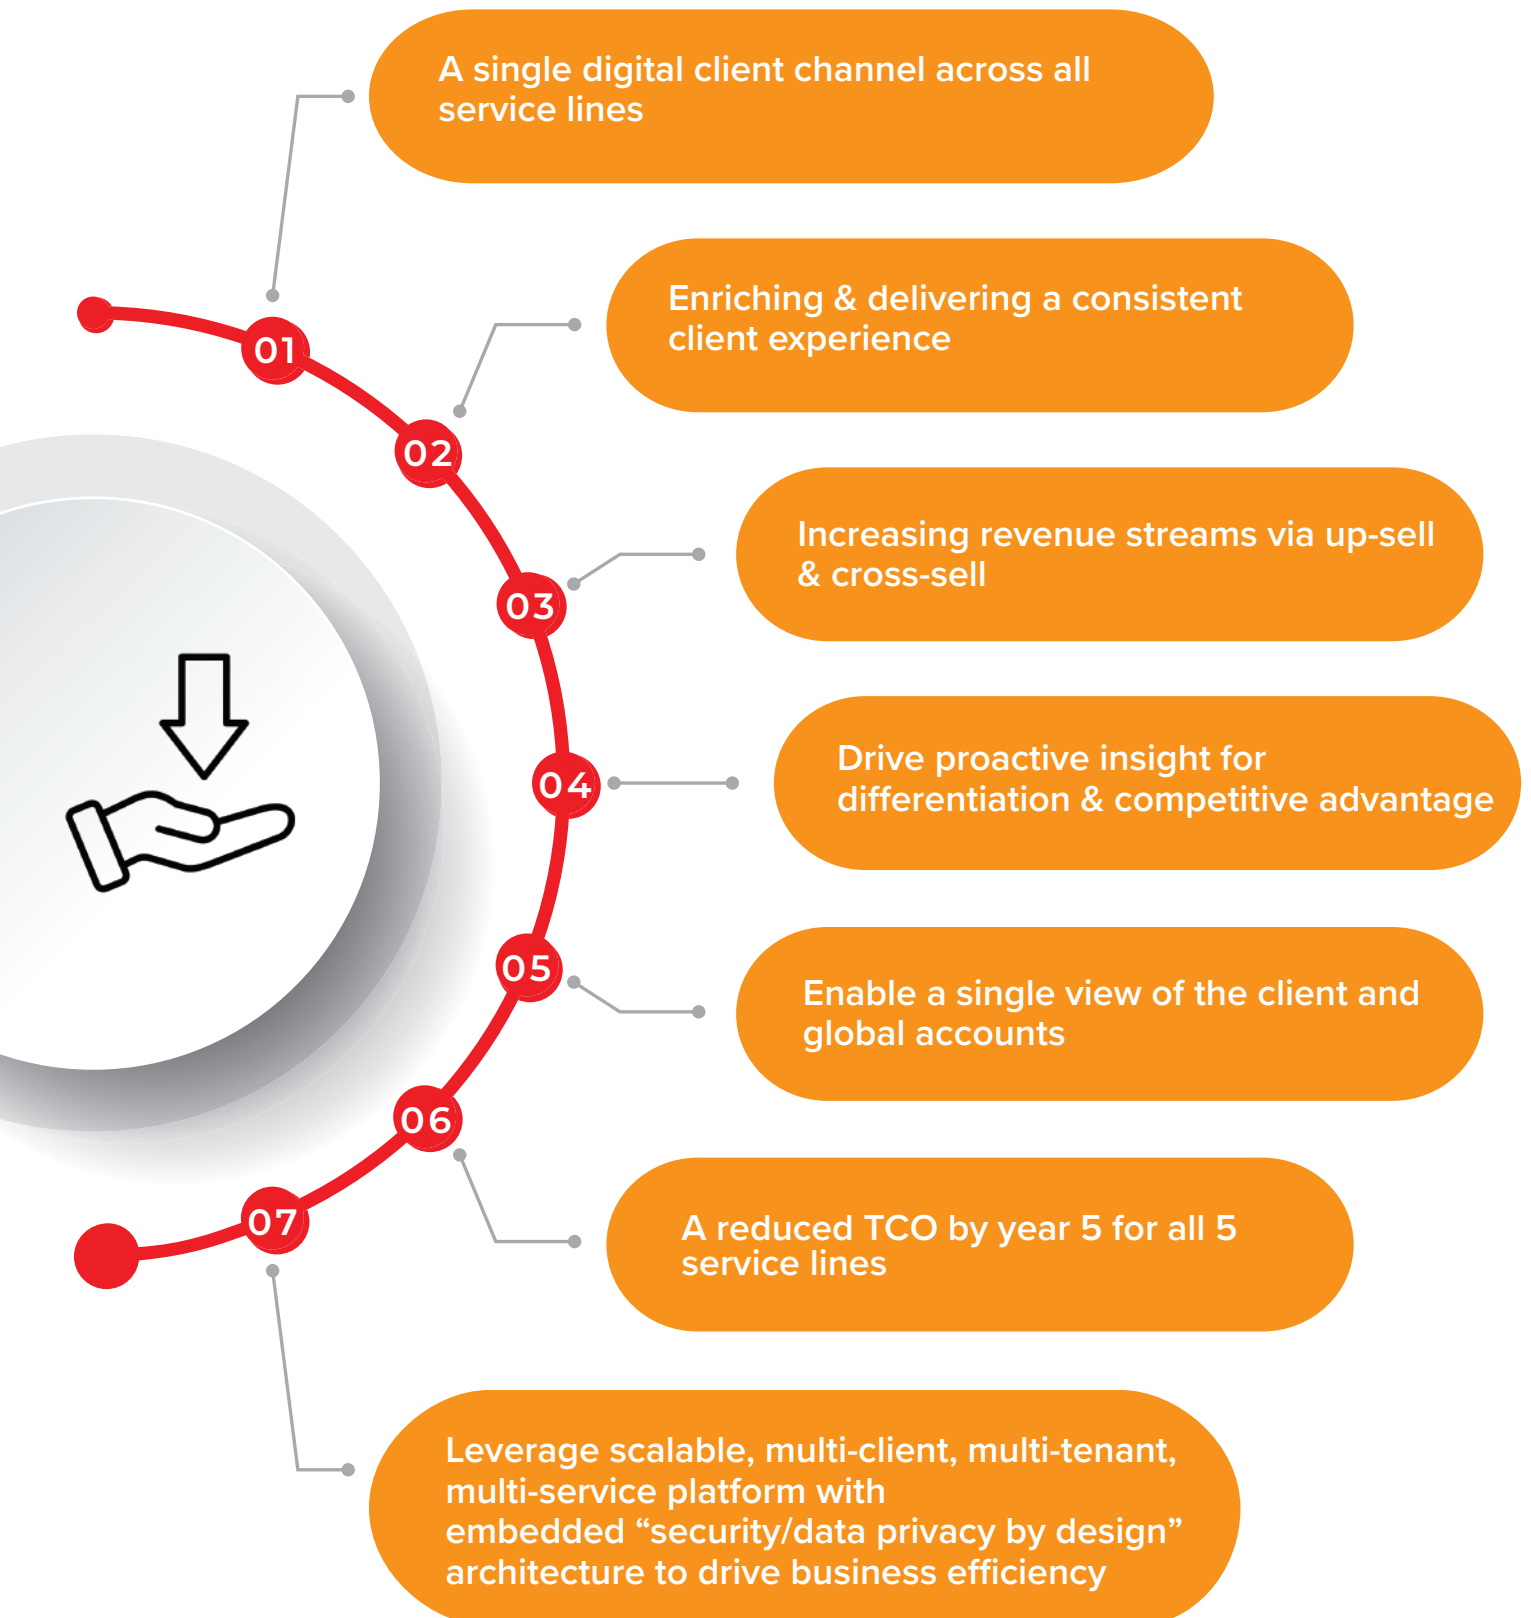 A single digital client channel across all
service lines
01
Enriching & delivering a consistent
client experience
02
Increasing revenue streams via up-sell
& cross-sell
03
Drive proactive insight for
differentiation & competitive advantage
04
Enable a single view of the client and
global accounts
05
A reduced TCO by year 5 for all 5
service lines
06
Leverage scalable, multi-client, multi-tenant,
multi-service platform with
embedded “security/data privacy by design”
architecture to drive business efficiency
07